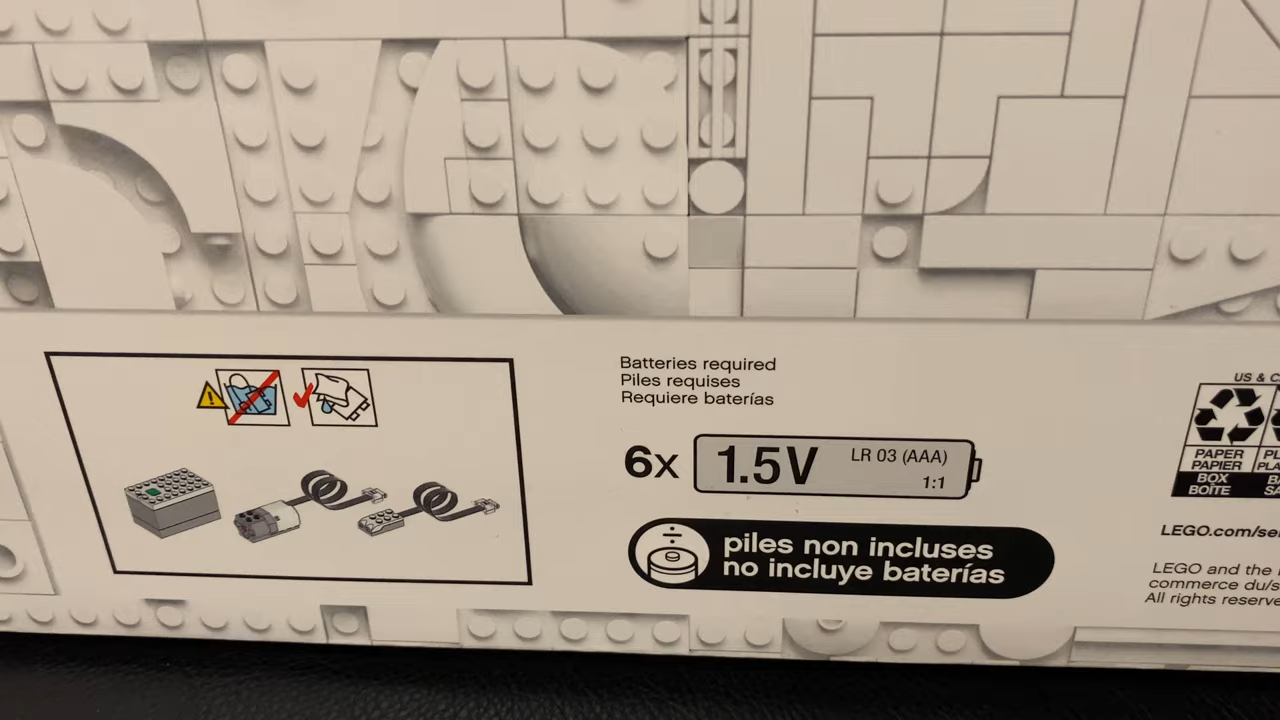 Batteries required
Piles requises
Requiere baterías
6x
1.5V
LR 03 (AAA)
1:1
piles non incluses
no incluye baterías
US & C
PAPER
PAPIER
BOX
BOÎTE
LEGO.com/se
LEGO and the
commerce du/s
All rights reserve